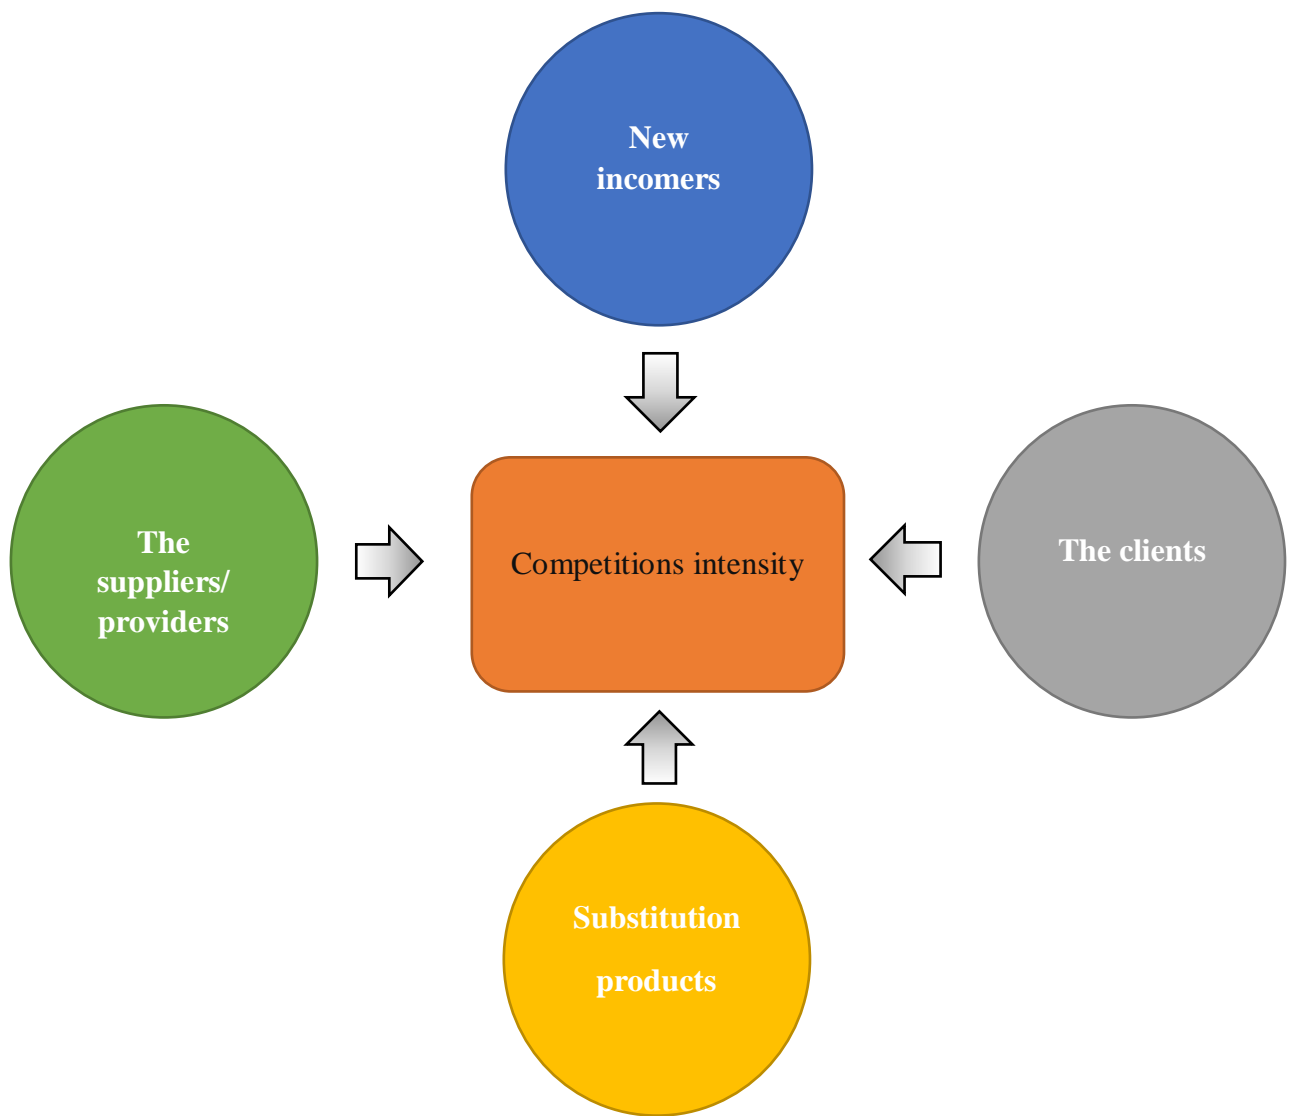 New
incomers
The
suppliers/
providers
Competitions intensity
The clients
Substitution
products